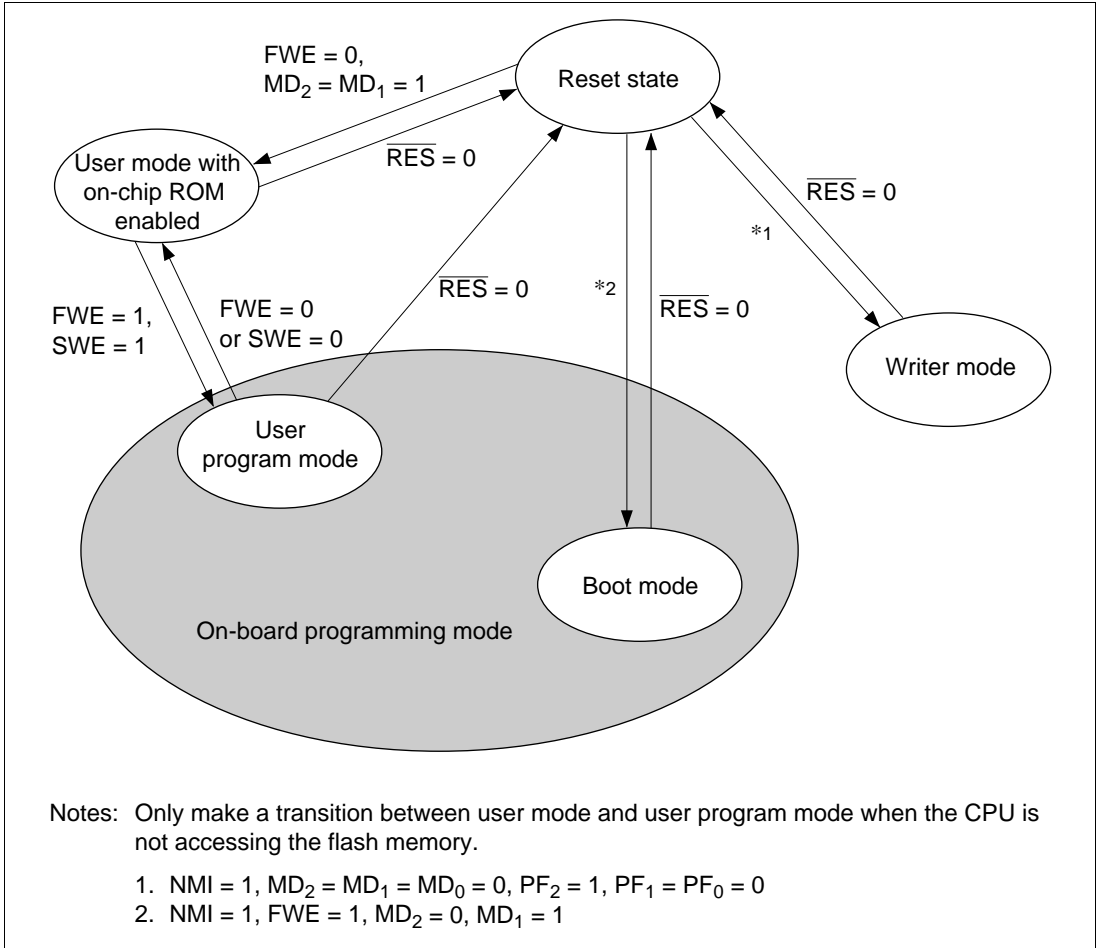 FWE = 0,
MD₂ = MD₁ = 1
Reset state
R̅E̅S̅ = 0
User mode with
on-chip ROM
enabled
R̅E̅S̅ = 0
*1
R̅E̅S̅ = 0
*2
R̅E̅S̅ = 0
FWE = 1,
SWE = 1
FWE = 0
or SWE = 0
Writer mode
User
program mode
Boot mode
On-board programming mode
Notes: Only make a transition between user mode and user program mode when the CPU is
not accessing the flash memory.
1. NMI = 1, MD₂ = MD₁ = MD₀ = 0, PF₂ = 1, PF₁ = PF₀ = 0
2. NMI = 1, FWE = 1, MD₂ = 0, MD₁ = 1